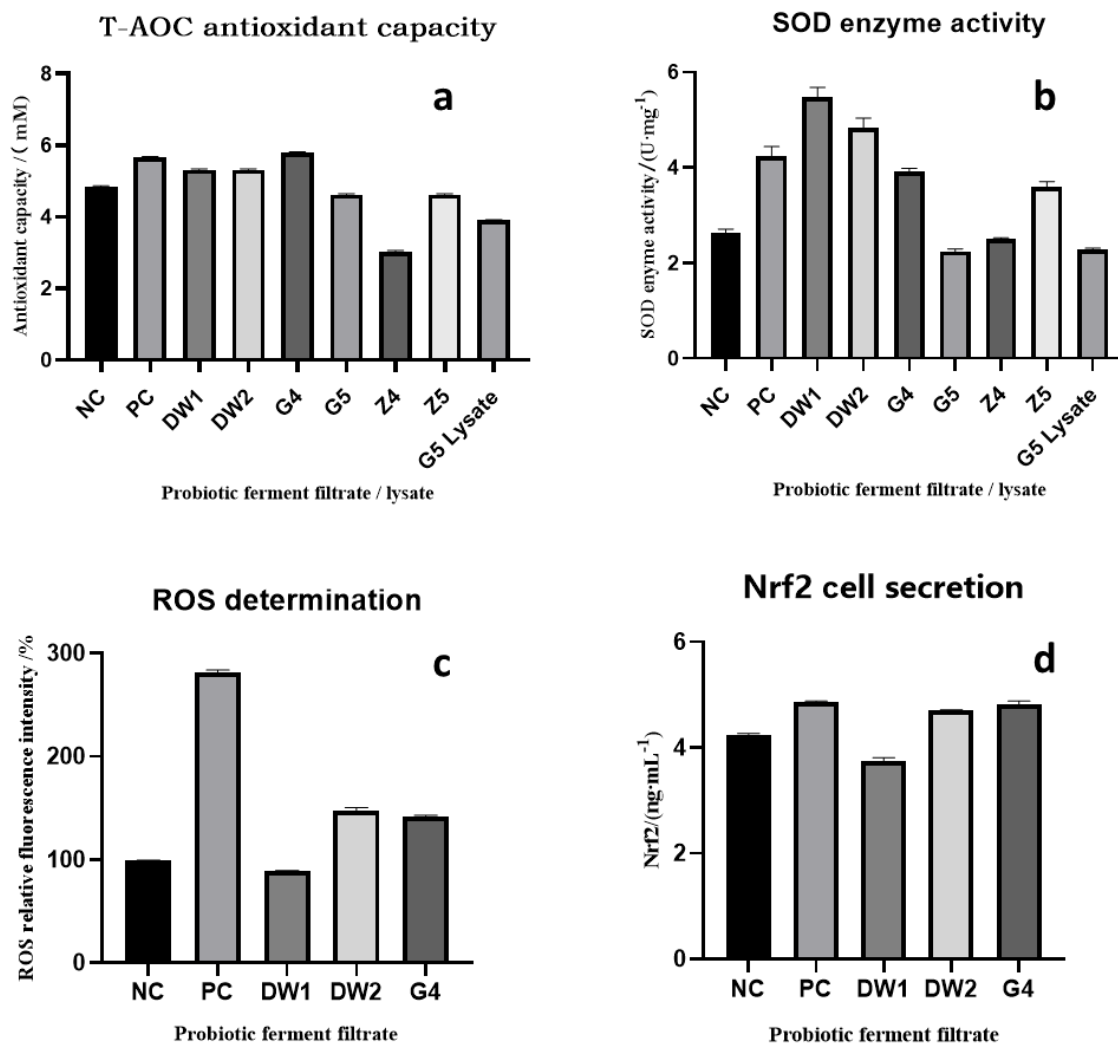 T-AOC antioxidant capacity
a
Antioxidant capacity / ( mM)
8
6
4
2
0
NC
PC
DW1
DW2
G4
G5
Z4
Z5
G5 Lysate
Probiotic ferment filtrate / lysate
SOD enzyme activity
b
SOD enyme activity/(U·mg⁻¹)
6
4
2
0
NC
PC
DW1
DW2
G4
G5
Z4
Z5
G5 Lysate
Probiotic ferment filtrate / lysate
ROS determination
c
ROS relative fluorescence intensity /%
300
200
100
0
NC PC DW1 DW2 G4
Probiotic ferment filtrate
Nrf2 cell secretion
d
Nrf2/(ng·mL⁻¹)
6
4
2
0
NC PC DW1 DW2 G4
Probiotic ferment filtrate